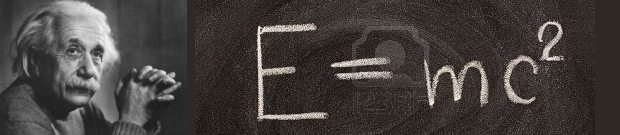 E = mc²